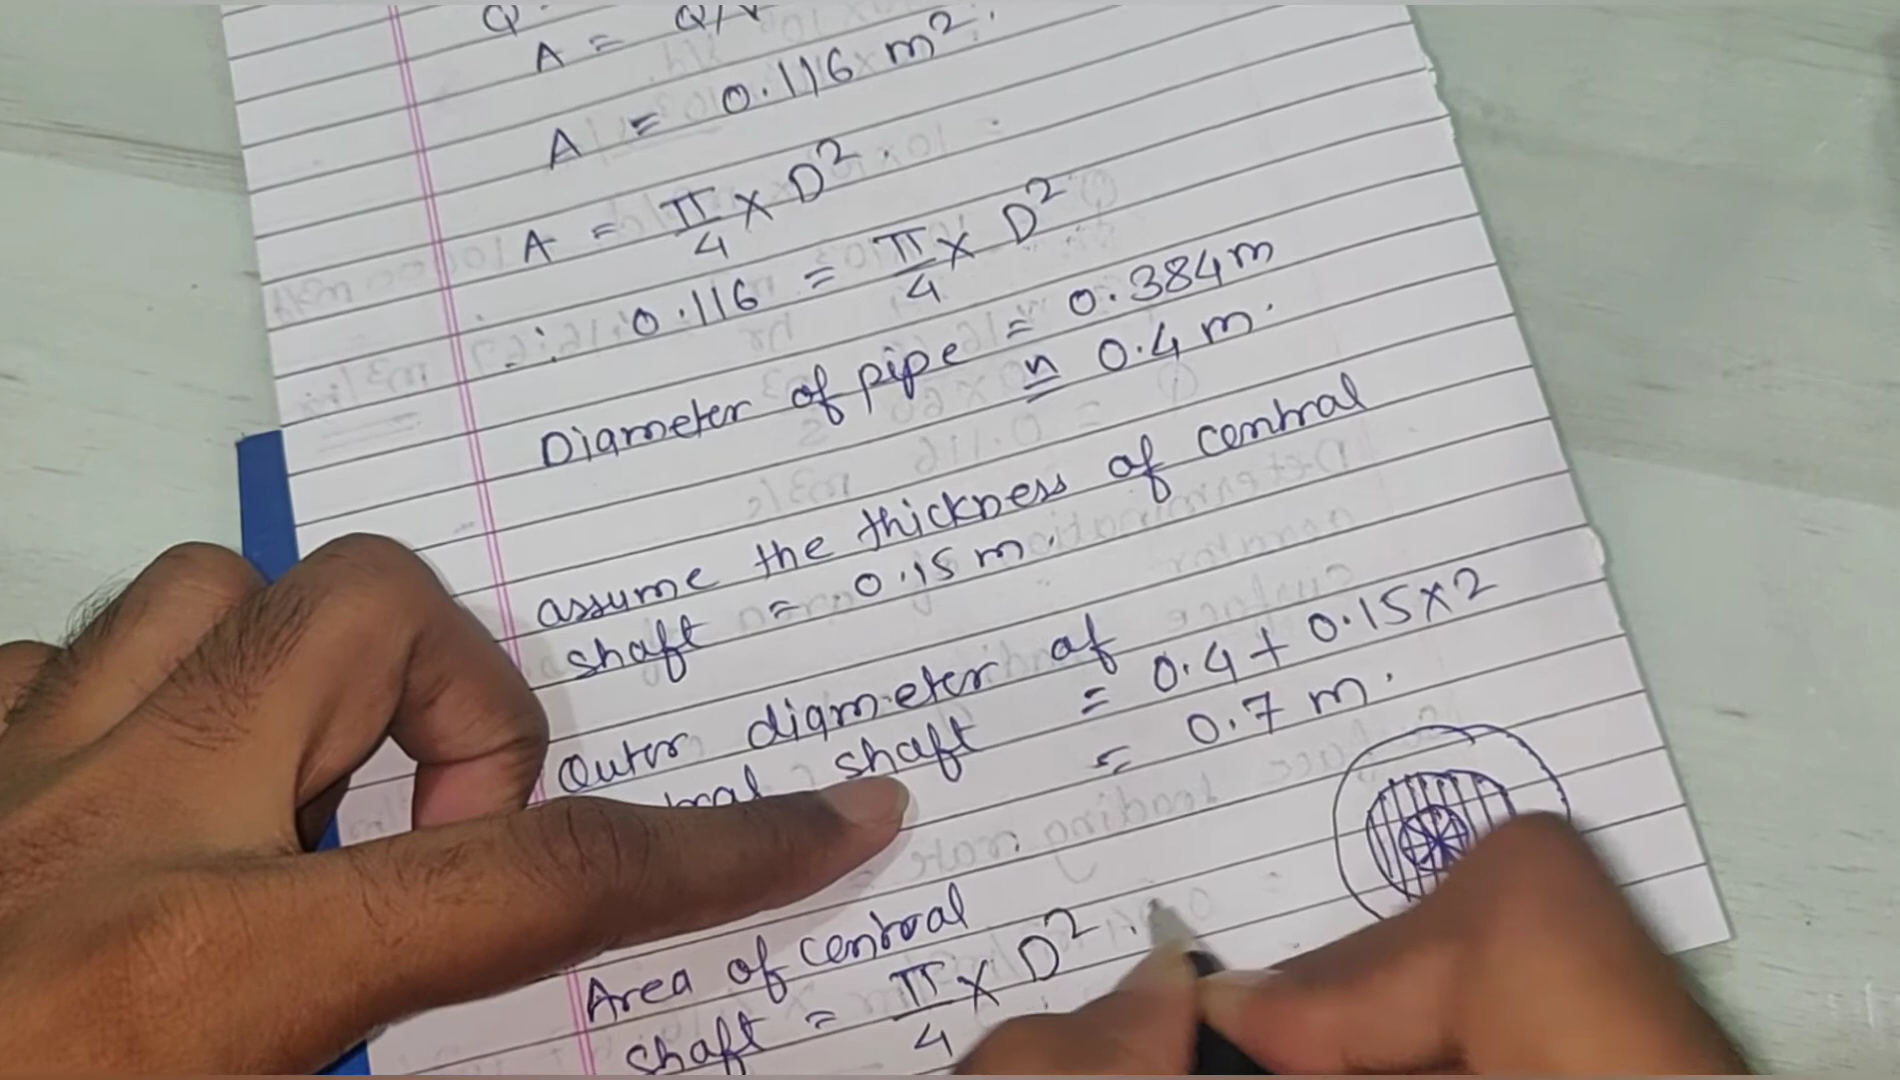 A = Q/V
A = 0.116 m².
A = π/4 × D².
∴ 0.116 = π/4 × D²
Diameter of pipe = 0.384m
≃ 0.4 m.
assume the thickness of central
shaft = 0.15 m.
Outer diameter of
shaft = 0.4 + 0.15×2
= 0.7 m.
Area of central
shaft = π/4 × D².